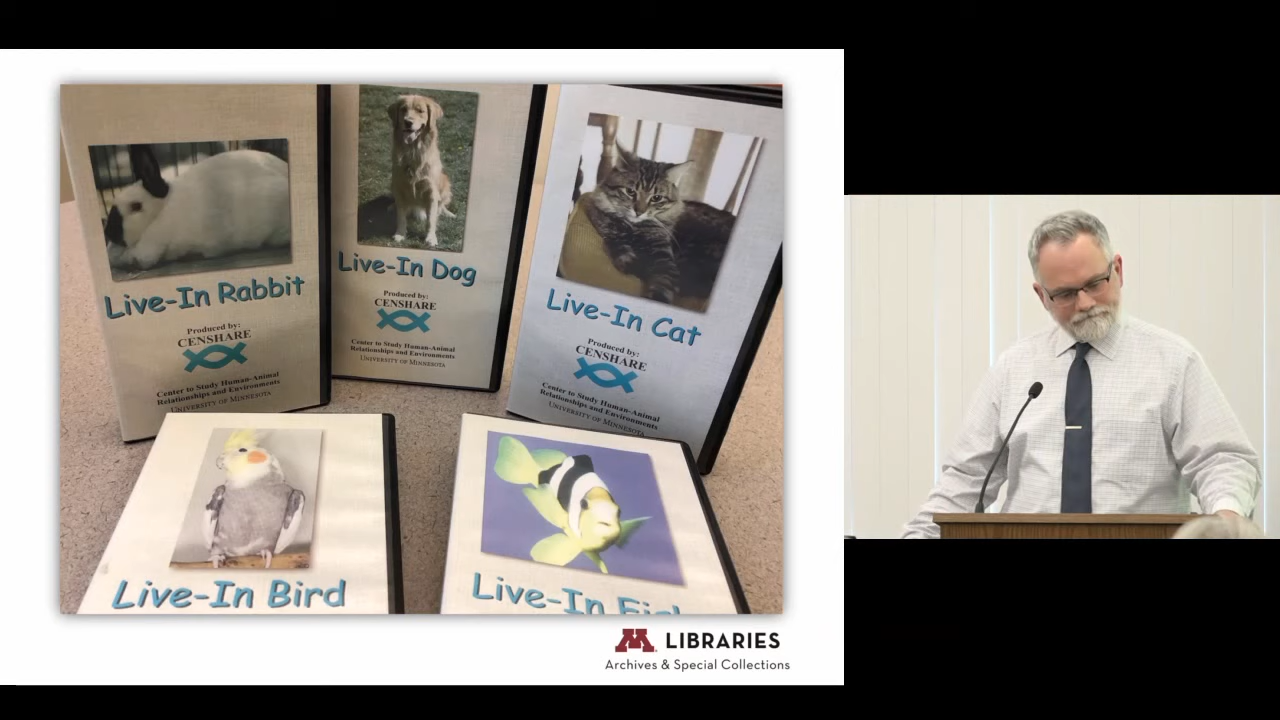 Live-In Rabbit
Produced by:
CENSHARE
Center to Study Human-Animal
Relationships and Environments
UNIVERSITY OF MINNESOTA
Live-In Dog
Produced by:
CENSHARE
Center to Study Human-Animal
Relationships and Environments
UNIVERSITY OF MINNESOTA
Live-In Cat
Produced by:
CENSHARE
Center to Study Human-Animal
Relationships and Environments
UNIVERSITY OF MINNESOTA
Live-In Bird
Live-In Fish
M LIBRARIES
Archives & Special Collections